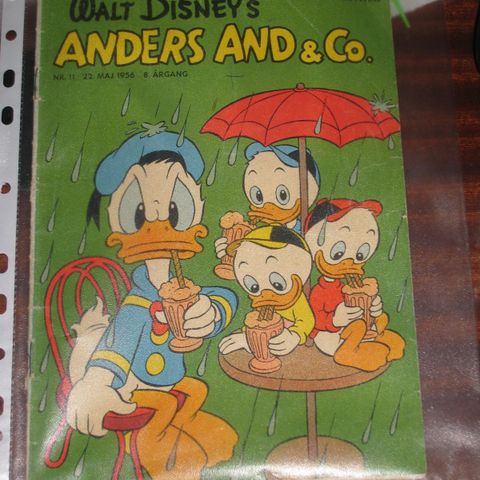 WALT DISNEY'S
ANDERS AND & CO.
NR. 11 - 22. MAJ 1956 8. ÅRGANG